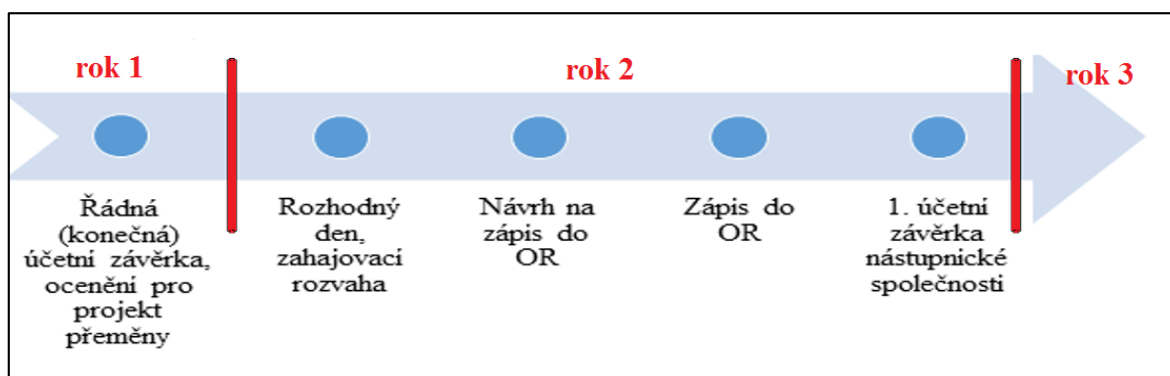 rok 1
rok 2
rok 3
Řádná
(konečná)
účetní závěrka,
ocenění pro
projekt
přeměny
Rozhodný
den,
zahajovací
rozvaha
Návrh na
zápis do
OR
Zápis do
OR
1. účetní
závěrka
nástupnické
společnosti